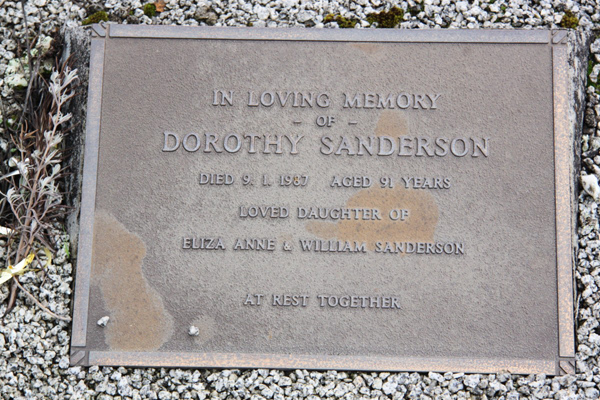 IN LOVING MEMORY
- OF -
DOROTHY SANDERSON
DIED 9. 1. 1987 AGED 91 YEARS
LOVED DAUGHTER OF
ELIZA ANNE & WILLIAM SANDERSON
AT REST TOGETHER